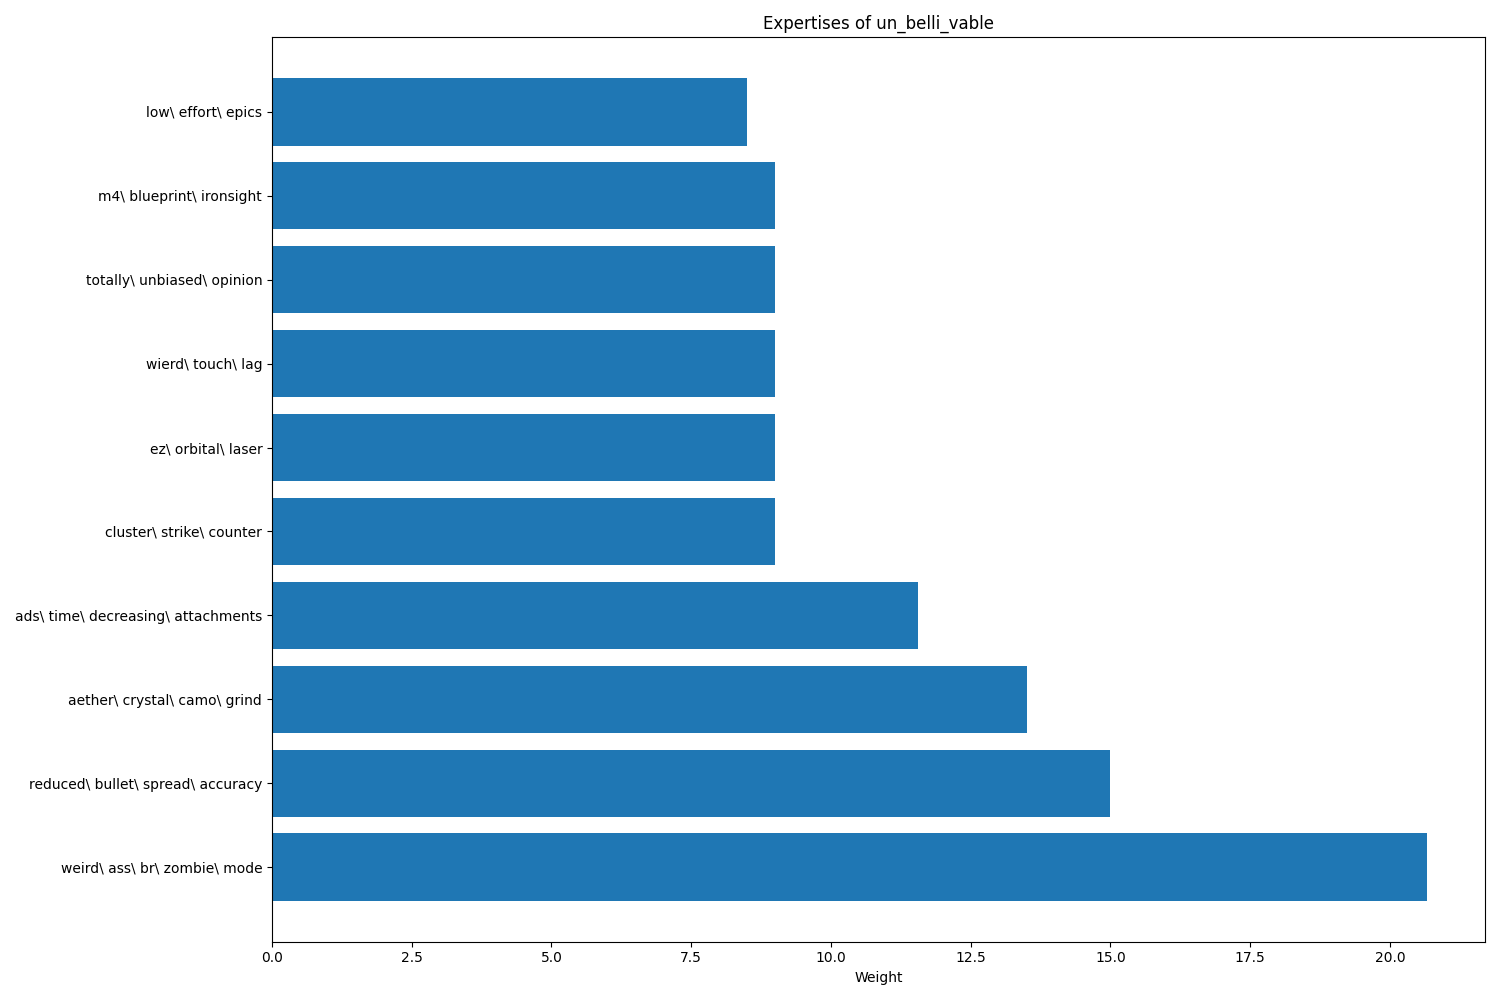 Expertises of un_belli_vable
low\ effort\ epics
m4\ blueprint\ ironsight
totally\ unbiased\ opinion
wierd\ touch\ lag
ez\ orbital\ laser
cluster\ strike\ counter
ads\ time\ decreasing\ attachments
aether\ crystal\ camo\ grind
reduced\ bullet\ spread\ accuracy
weird\ ass\ br\ zombie\ mode
0.0 2.5 5.0 7.5 10.0 12.5 15.0 17.5 20.0
Weight